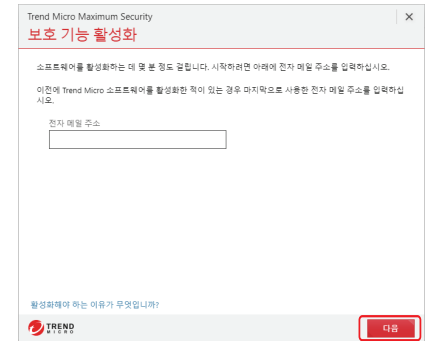 Trend Micro Maximum Security
보호 기능 활성화
소프트웨어를 활성화하는 데 몇 분 정도 걸립니다. 시작하려면 아래에 전자 메일 주소를 입력하십시오.
이전에 Trend Micro 소프트웨어를 활성화한 적이 있는 경우 마지막으로 사용한 전자 메일 주소를 입력하십
시오.
전자 메일 주소
활성화해야 하는 이유가 무엇입니까?
TREND
MICRO
다음